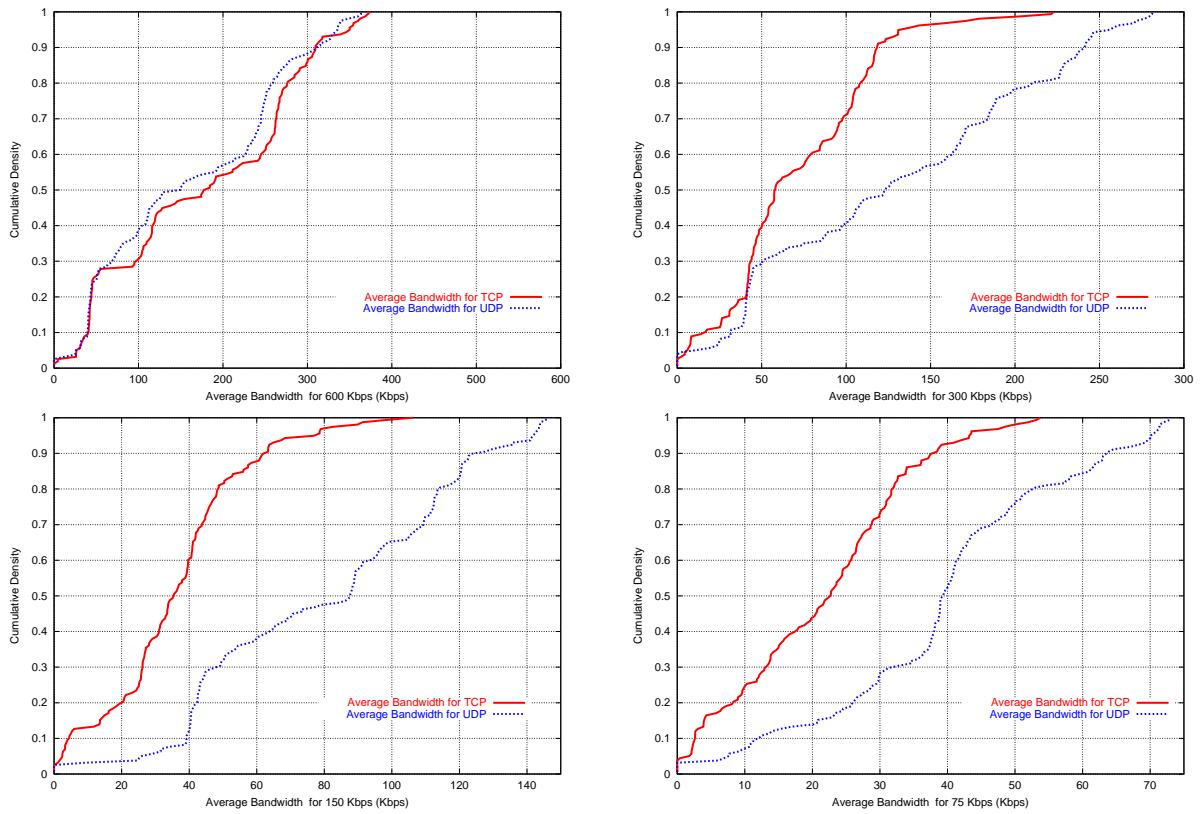 1
0.9
0.8
0.7
0.6
0.5
0.4
0.3
0.2
0.1
0
Cumulative Density
Average Bandwidth for TCP
Average Bandwidth for UDP
0 100 200 300 400 500 600
Average Bandwidth for 600 Kbps (Kbps)
1
0.9
0.8
0.7
0.6
0.5
0.4
0.3
0.2
0.1
0
Cumulative Density
Average Bandwidth for TCP
Average Bandwidth for UDP
0 50 100 150 200 250 300
Average Bandwidth for 300 Kbps (Kbps)
1
0.9
0.8
0.7
0.6
0.5
0.4
0.3
0.2
0.1
0
Cumulative Density
Average Bandwidth for TCP
Average Bandwidth for UDP
0 20 40 60 80 100 120 140
Average Bandwidth for 150 Kbps (Kbps)
1
0.9
0.8
0.7
0.6
0.5
0.4
0.3
0.2
0.1
0
Cumulative Density
Average Bandwidth for TCP
Average Bandwidth for UDP
0 10 20 30 40 50 60 70
Average Bandwidth for 75 Kbps (Kbps)